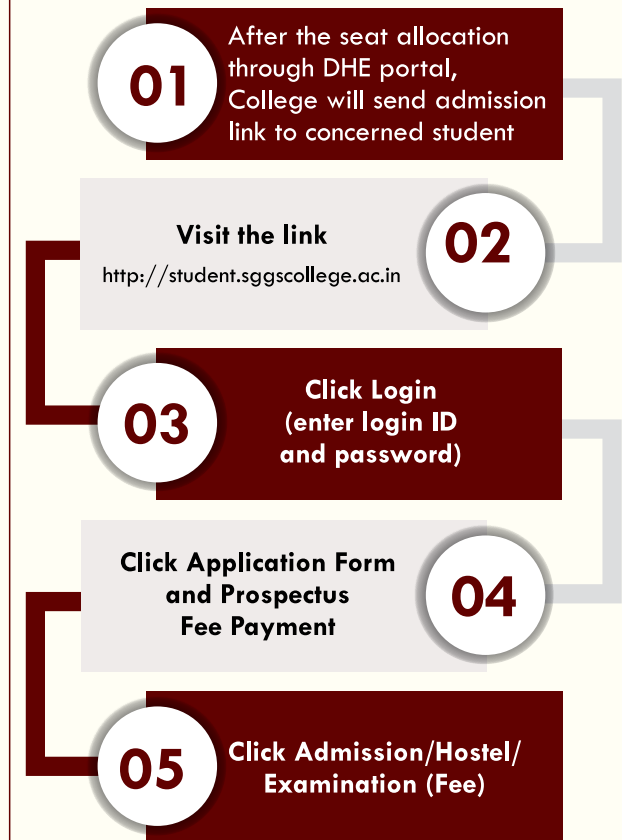 01
After the seat allocation
through DHE portal,
College will send admission
link to concerned student
Visit the link
http://student.sggscollege.ac.in
02
03
Click Login
(enter login ID
and password)
Click Application Form
and Prospectus
Fee Payment
04
05
Click Admission/Hostel/
Examination (Fee)